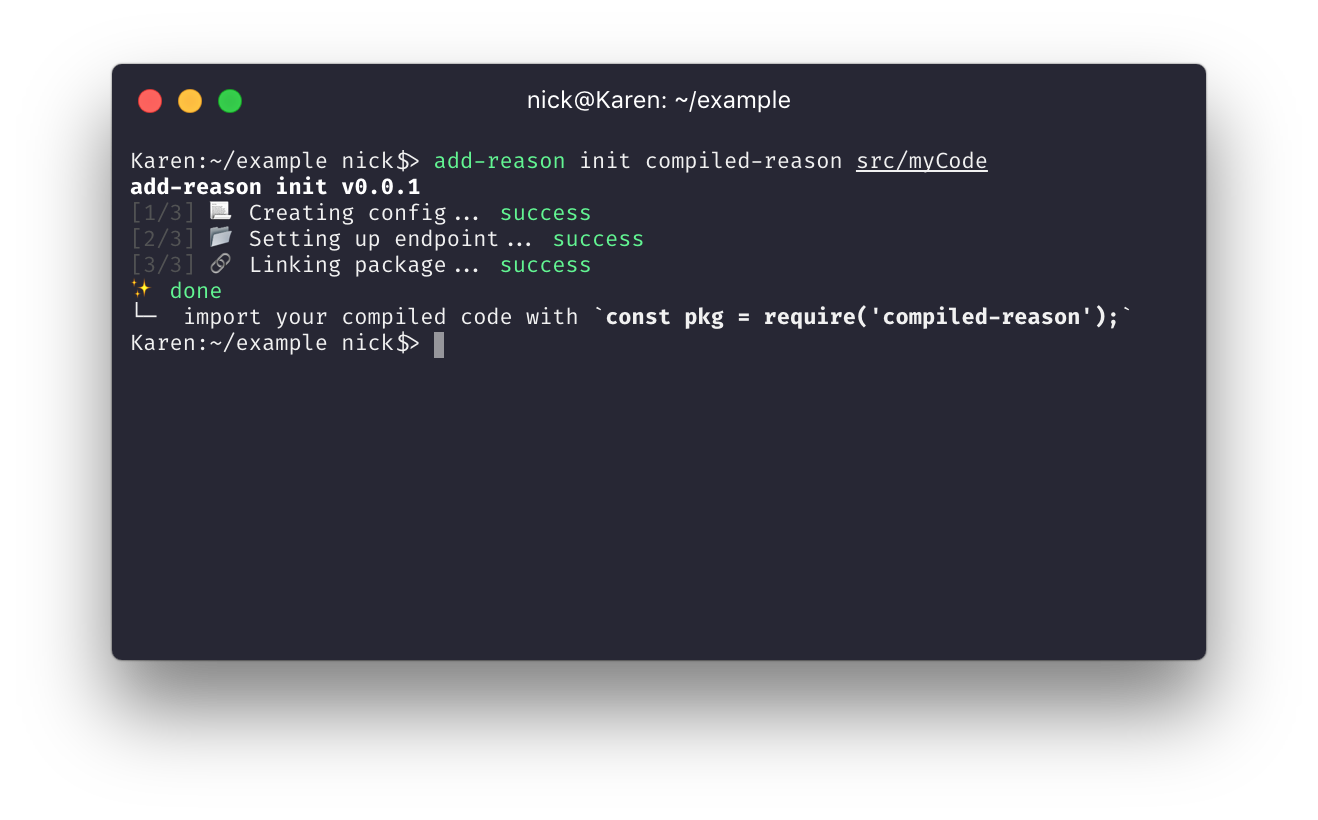 nick@Karen: ~/example
Karen:~/example nick$> add-reason init compiled-reason src/myCode
add-reason init v0.0.1
[1/3] 📃 Creating config... success
[2/3] 📂 Setting up endpoint... success
[3/3] 🔗 Linking package... success
✨ done
└─ import your compiled code with `const pkg = require('compiled-reason');`
Karen:~/example nick$>